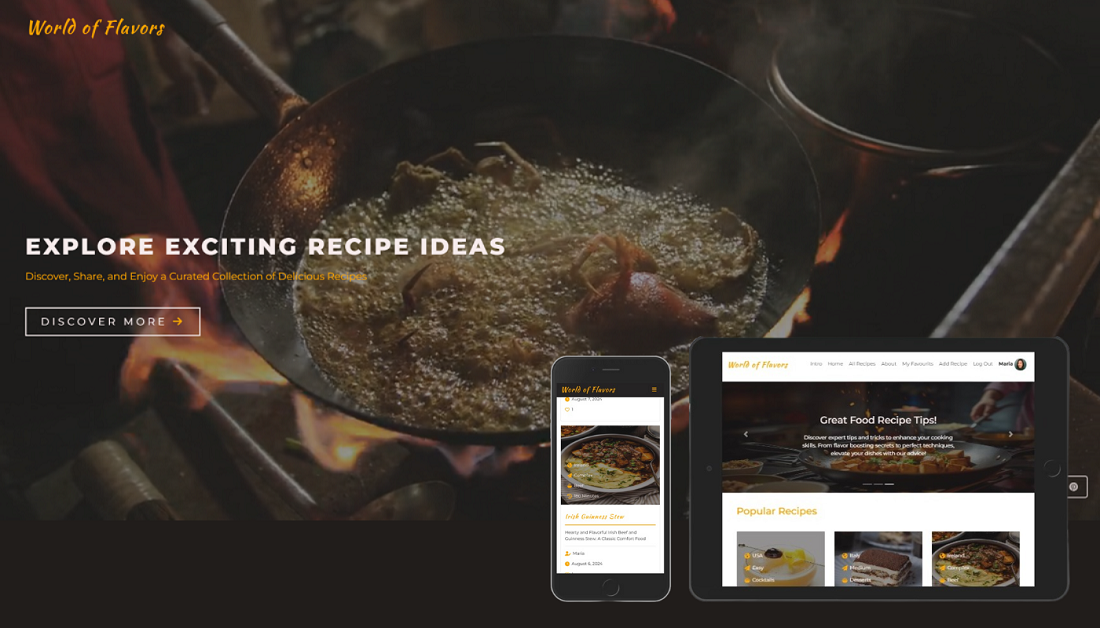 World of Flavors
EXPLORE EXCITING RECIPE IDEAS
Discover, Share, and Enjoy a Curated Collection of Delicious Recipes
DISCOVER MORE
World of Flavors
August 7, 2024
1
Ireland
Complex
Beef
Irish Guinness Stew
Hearty and Flavorful Irish Beef and
Guinness Stew: A Classic Comfort Food
Maria
August 6, 2024
World of Flavors
Intro Home All Recipes About My Favourits Add Recipe Log Out Maria
Great Food Recipe Tips!
Discover expert tips and tricks to enhance your cooking
skills. From flavor boosting secrets to perfect techniques,
elevate your dishes with our advice!
Popular Recipes
USA
Easy
Cocktails
Italy
Medium
Desserts
Ireland
Complex
Beef